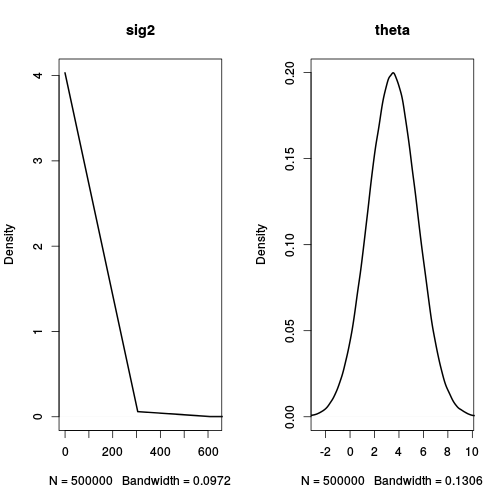 sig2
Density
4
3
2
1
0
0 200 400 600
N = 500000 Bandwidth = 0.0972
theta
Density
0.20
0.15
0.10
0.05
0.00
-2 0 2 4 6 8 10
N = 500000 Bandwidth = 0.1306